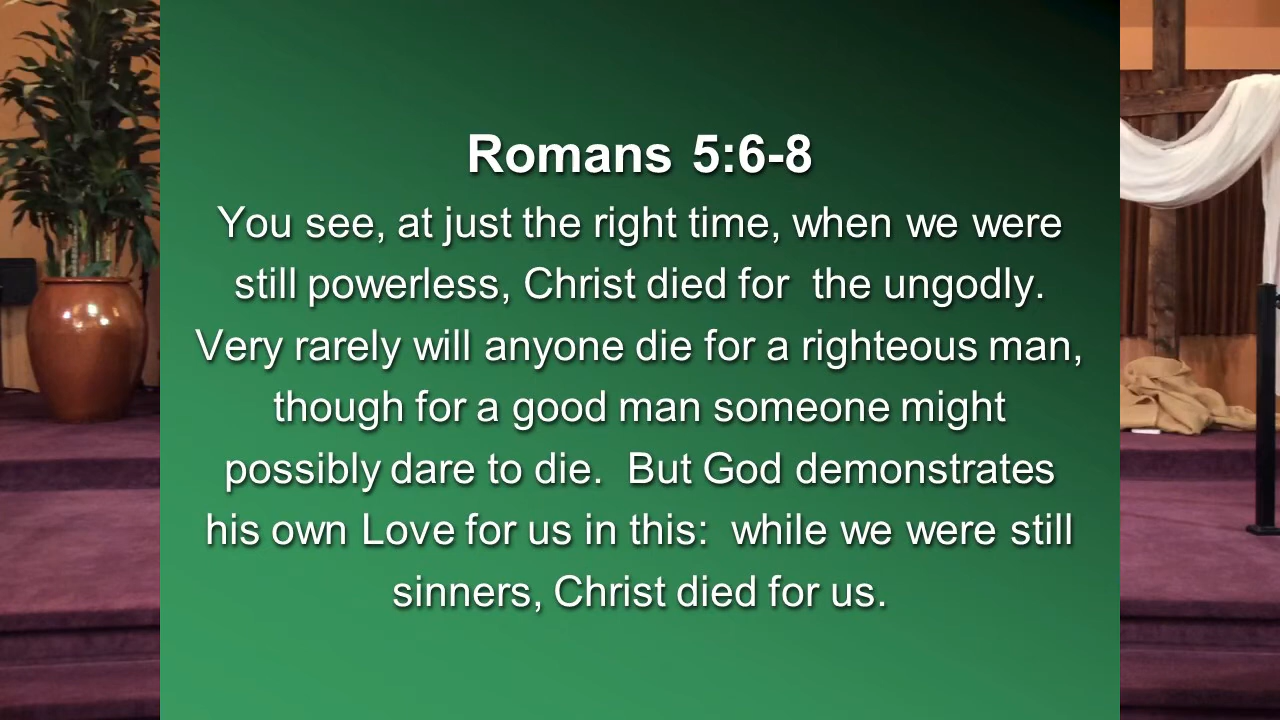 Romans 5:6-8
You see, at just the right time, when we were
still powerless, Christ died for  the ungodly.
Very rarely will anyone die for a righteous man,
though for a good man someone might
possibly dare to die.  But God demonstrates
his own Love for us in this:  while we were still
sinners, Christ died for us.